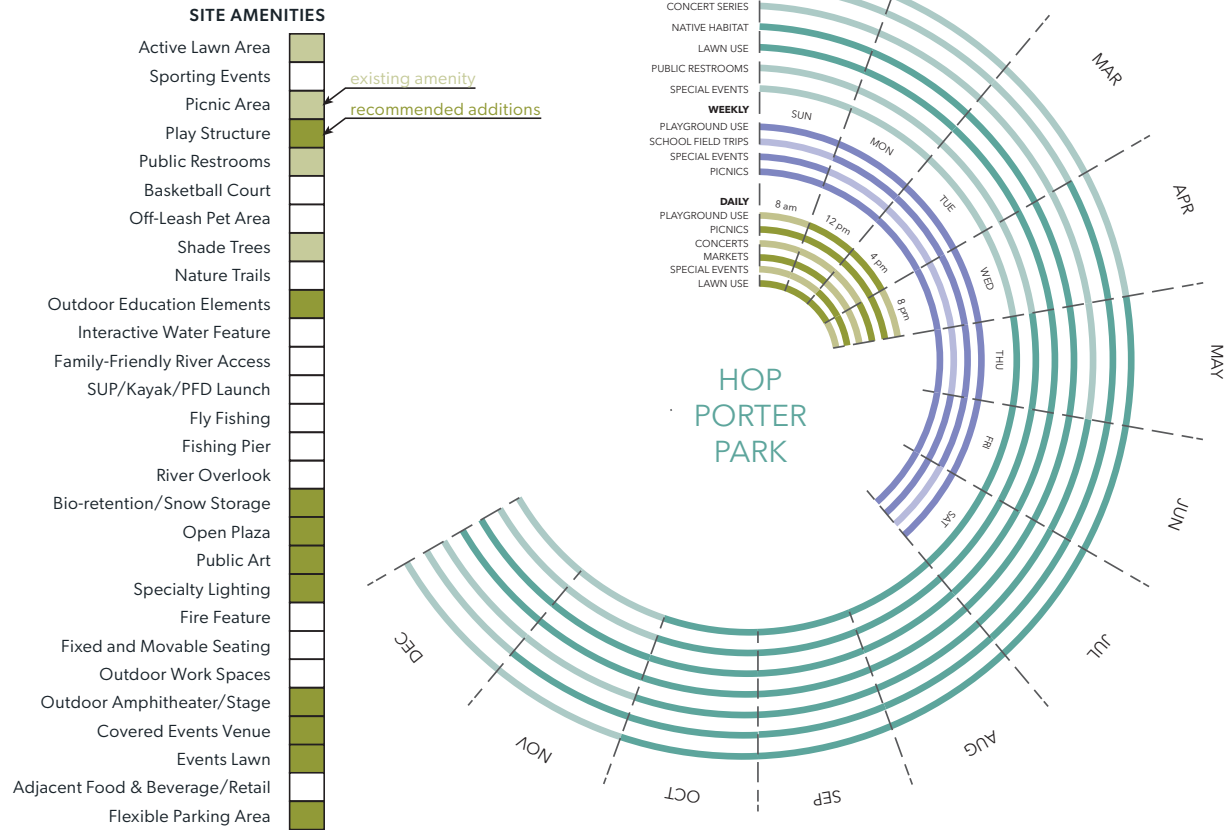 SITE AMENITIES
Active Lawn Area
Sporting Events
Picnic Area
Play Structure
Public Restrooms
Basketball Court
Off-Leash Pet Area
Shade Trees
Nature Trails
Outdoor Education Elements
Interactive Water Feature
Family-Friendly River Access
SUP/Kayak/PFD Launch
Fly Fishing
Fishing Pier
River Overlook
Bio-retention/Snow Storage
Open Plaza
Public Art
Specialty Lighting
Fire Feature
Fixed and Movable Seating
Outdoor Work Spaces
Outdoor Amphitheater/Stage
Covered Events Venue
Events Lawn
Adjacent Food & Beverage/Retail
Flexible Parking Area
existing amenity
recommended additions
CONCERT SERIES
NATIVE HABITAT
LAWN USE
PUBLIC RESTROOMS
SPECIAL EVENTS
WEEKLY
PLAYGROUND USE
SCHOOL FIELD TRIPS
SPECIAL EVENTS
PICNICS
DAILY
PLAYGROUND USE
PICNICS
CONCERTS
MARKETS
SPECIAL EVENTS
LAWN USE
8 am
12 pm
4 pm
8 pm
SUN
MON
TUE
WED
THU
FRI
SAT
MAR
APR
MAY
JUN
JUL
AUG
SEP
OCT
NOV
DEC
HOP
PORTER
PARK